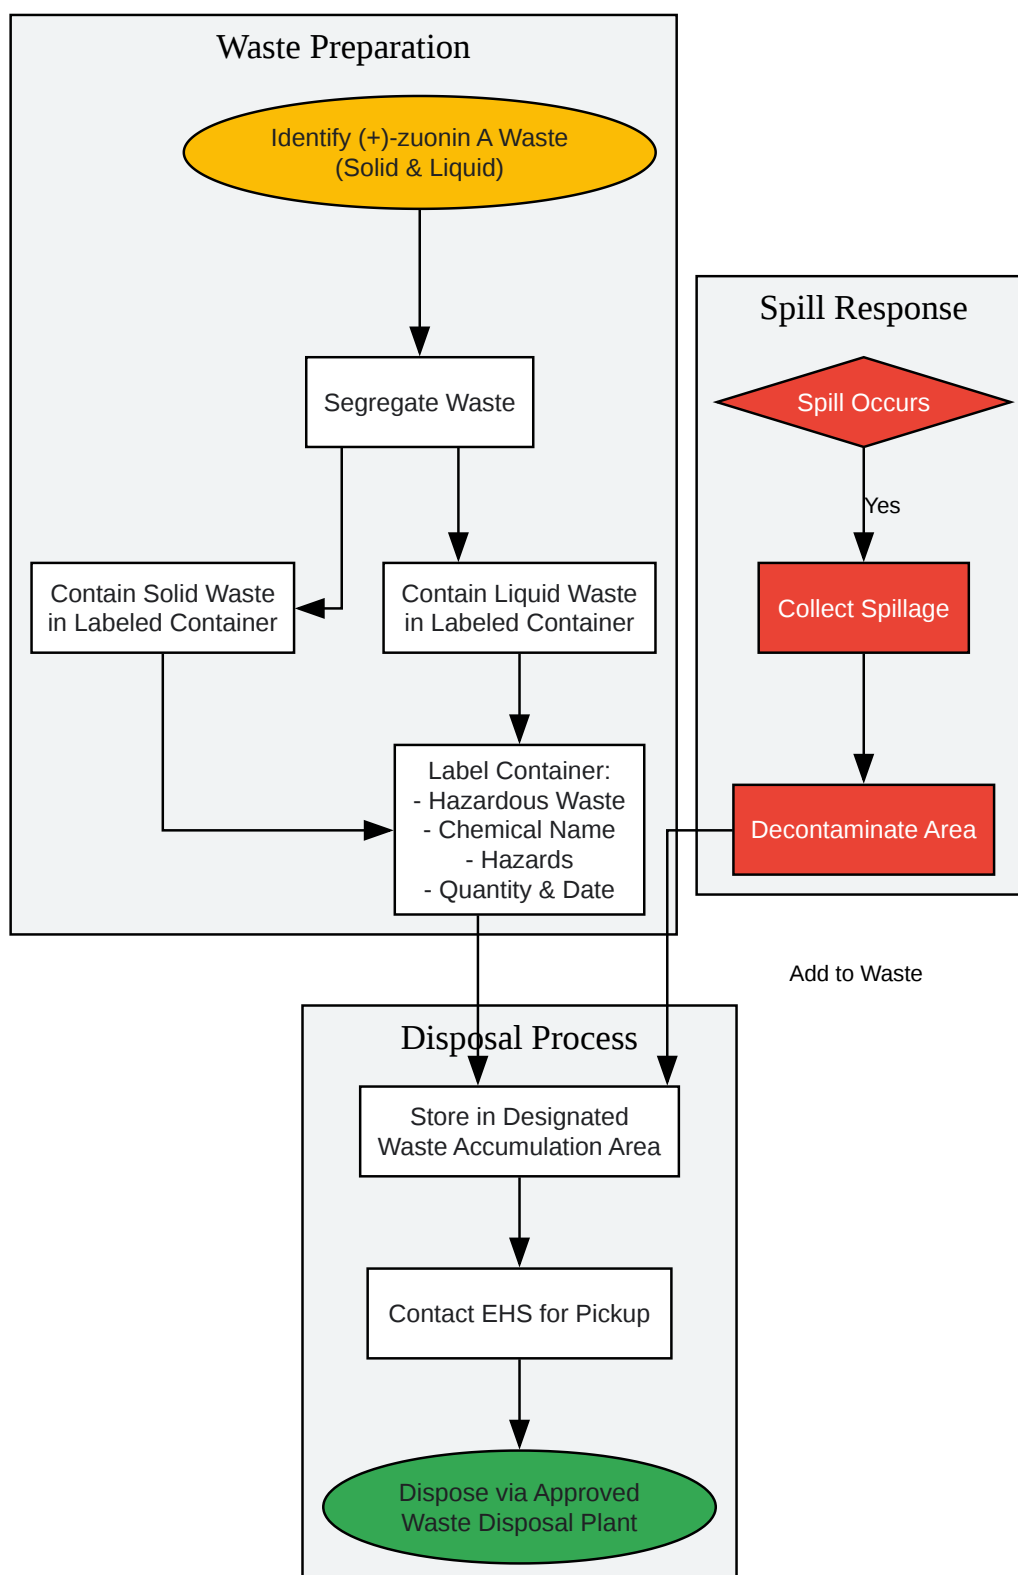 Waste Preparation
Identify (+)-zuonin A Waste
(Solid & Liquid)
Segregate Waste
Contain Solid Waste
in Labeled Container
Contain Liquid Waste
in Labeled Container
Label Container:
- Hazardous Waste
- Chemical Name
- Hazards
- Quantity & Date
Spill Response
Spill Occurs
Yes
Collect Spillage
Decontaminate Area
Add to Waste
Disposal Process
Store in Designated
Waste Accumulation Area
Contact EHS for Pickup
Dispose via Approved
Waste Disposal Plant